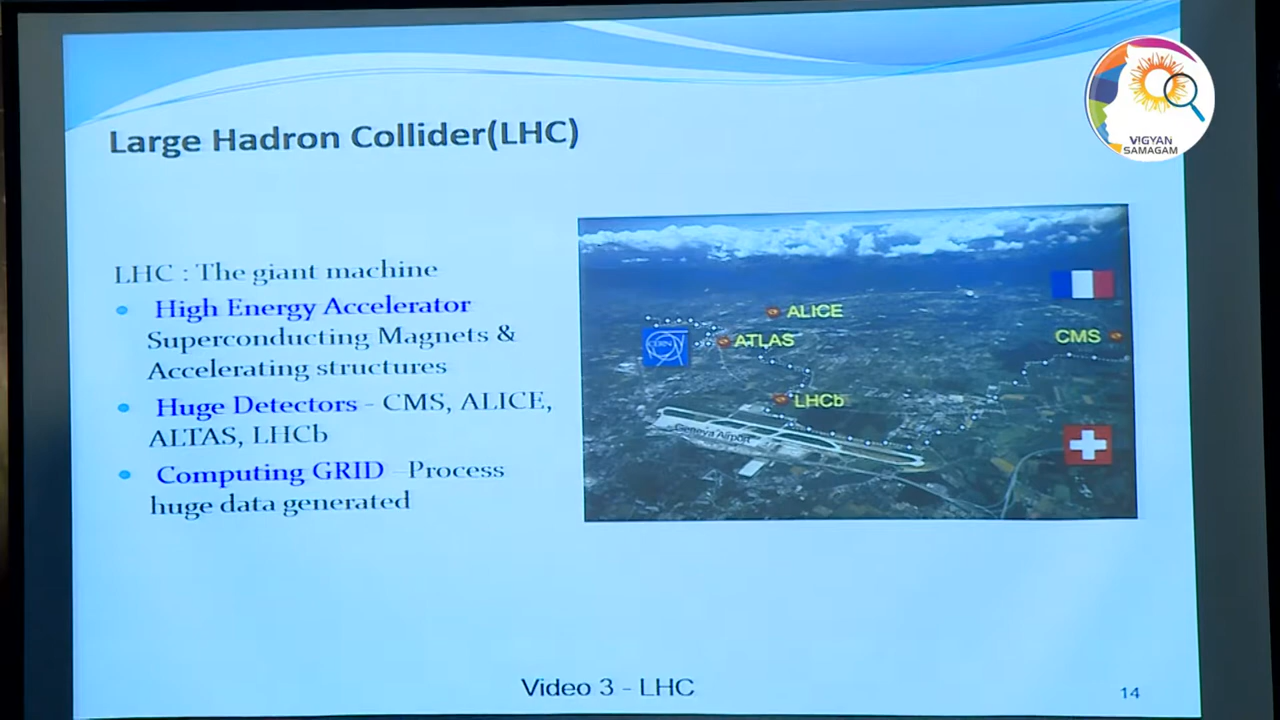 VIGYAN
SAMAGAM
Large Hadron Collider(LHC)
LHC : The giant machine
• High Energy Accelerator
Superconducting Magnets &
Accelerating structures
• Huge Detectors - CMS, ALICE,
ALTAS, LHCb
• Computing GRID - Process
huge data generated
ALICE
CERN
ATLAS
CMS
LHCb
Geneva Airport
Video 3 - LHC
14